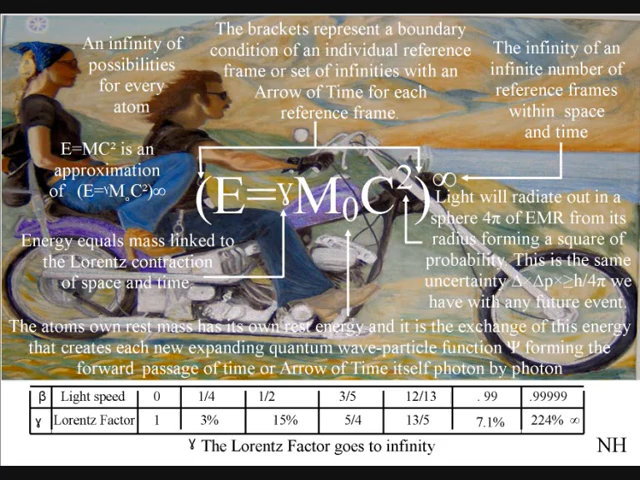 An infinity of
possibilities
for every
atom
The brackets represent a boundary
condition of an individual reference
frame or set of infinities with an
Arrow of Time for each
reference frame.
The infinity of an
infinite number of
reference frames
within space
and time
E=MC² is an
approximation
of (E=ɤM₀C²)∞
(E=ɤM₀C²)∞
Energy equals mass linked to
the Lorentz contraction
of space and time
Light will radiate out in a
sphere 4π of EMR from its
radius forming a square of
probability. This is the same
uncertainty Δ×Δp×≥h/4π we
have with any future event.
The atoms own rest mass has its own rest energy and it is the exchange of this energy
that creates each new expanding quantum wave-particle function Ψ forming the
forward passage of time or Arrow of Time itself photon by photon
β Light speed 0 1/4 1/2 3/5 12/13 . 99 .99999
ɤ Lorentz Factor 1 3% 15% 5/4 13/5 7.1% 224% ∞
ɤ The Lorentz Factor goes to infinity
NH